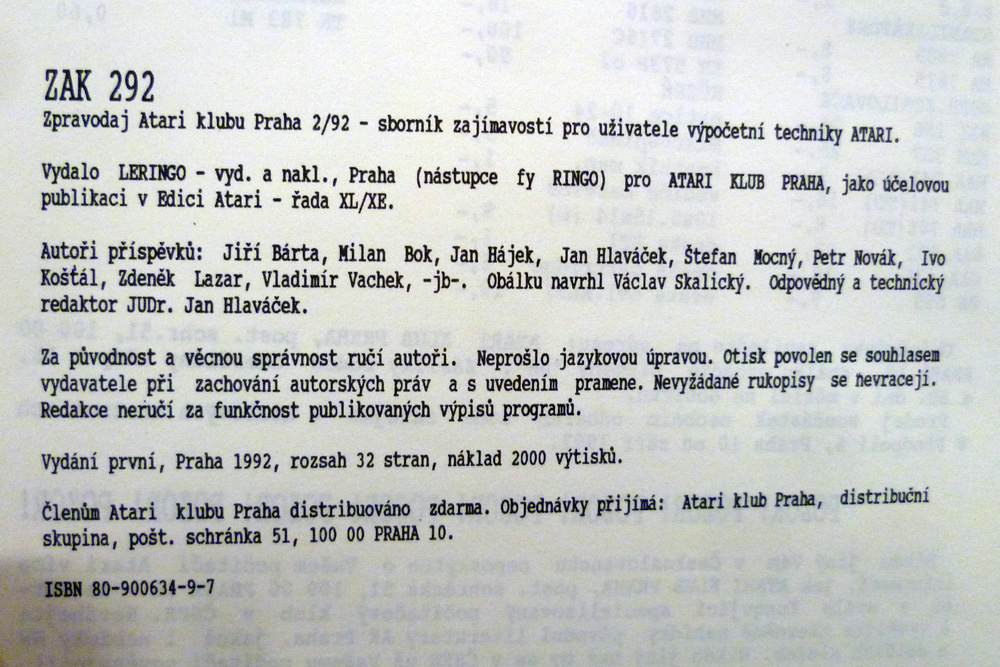 ZAK 292
Zpravodaj Atari klubu Praha 2/92 - sborník zajímavostí pro uživatele výpočetní techniky ATARI.
Vydalo LERINGO - vyd. a nakl., Praha (nástupce fy RINGO) pro ATARI KLUB PRAHA, jako účelovou
publikaci v Edici Atari - řada XL/XE.
Autoři příspěvků: Jiří Bárta, Milan Bok, Jan Hájek, Jan Hlaváček, Štefan Mocný, Petr Novák, Ivo
Košťál, Zdeněk Lazar, Vladimír Vachek, -jb-. Obálku navrhl Václav Skalický. Odpovědný a technický
redaktor JUDr. Jan Hlaváček.
Za původnost a věcnou správnost ručí autoři. Neprošlo jazykovou úpravou. Otisk povolen se souhlasem
vydavatele při zachování autorských práv a s uvedením pramene. Nevyžádané rukopisy se nevracejí.
Redakce neručí za funkčnost publikovaných výpisů programů.
Vydání první, Praha 1992, rozsah 32 stran, náklad 2000 výtisků.
Členům Atari klubu Praha distribuováno zdarma. Objednávky přijímá: Atari klub Praha, distribuční
skupina, pošt. schránka 51, 100 00 PRAHA 10.
ISBN 80-900634-9-7